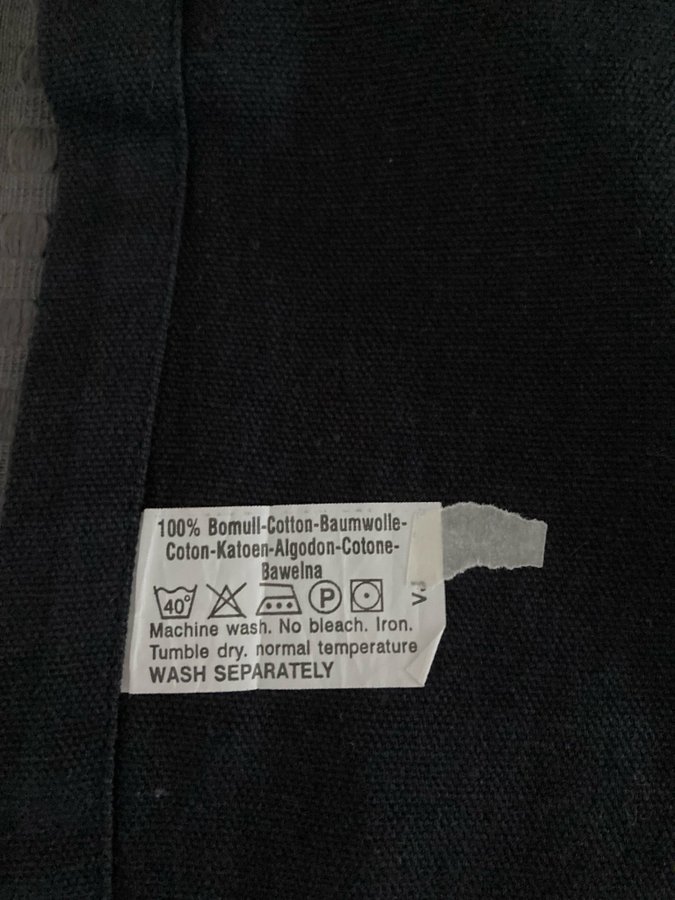 100% Bomull-Cotton-Baumwolle-
Coton-Katoen-Algodon-Cotone-
Bawelna
40° P
Machine wash. No bleach. Iron.
Tumble dry. normal temperature
WASH SEPARATELY